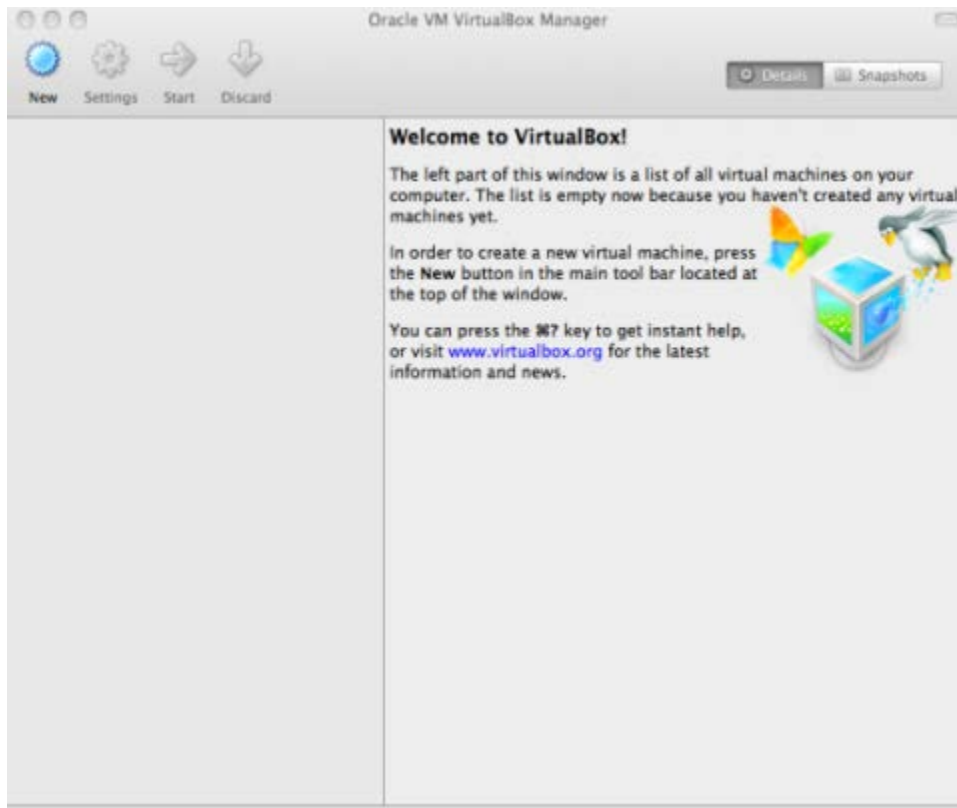 Oracle VM VirtualBox Manager
New Settings Start Discard
Details Snapshots
Welcome to VirtualBox!
The left part of this window is a list of all virtual machines on your
computer. The list is empty now because you haven't created any virtual
machines yet.
In order to create a new virtual machine, press
the New button in the main tool bar located at
the top of the window.
You can press the ⌘? key to get instant help,
or visit www.virtualbox.org for the latest
information and news.